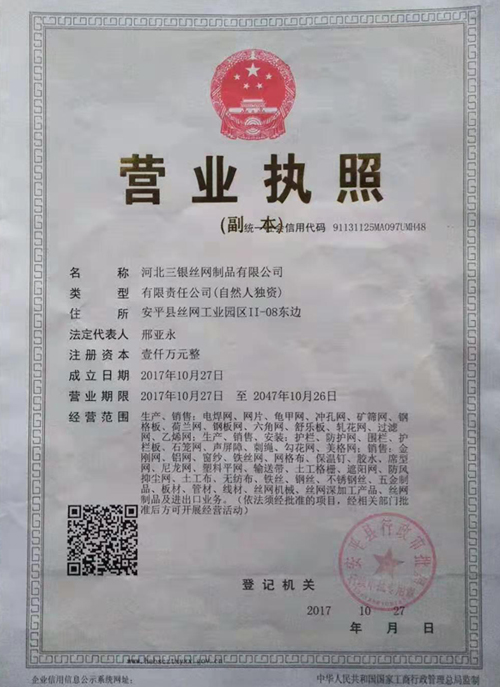 营业执照
(副 本)
统一社会信用代码 91131125MA097UMH48
名 称 河北三银丝网制品有限公司
类 型 有限责任公司(自然人独资)
住 所 安平县丝网工业园区II-08东边
法定代表人 邢亚永
注册资本 壹仟万元整
成立日期 2017年10月27日
营业期限 2017年10月27日 至 2047年10月26日
经营范围 生产、销售:电焊网、网片、龟甲网、冲孔网、矿筛网、钢
格板、荷兰网、钢板网、六角网、舒乐板、轧花网、过滤
网、乙烯网;生产、销售、安装:护栏、防护网、围栏、护
栏板、石笼网、声屏障、刺绳、勾花网、美格网;销售:金
刚网、铝网、窗纱、铁丝网、网格布、保温钉、胶水、席型
网、尼龙网、塑料平网、输送带、土工格栅、遮阳网、防风
抑尘网、土工布、无纺布、铁丝、钢丝、不锈钢丝、五金制
品、板材、管材、线材、丝网机械、丝网深加工产品、丝网
制品及进出口业务。(依法须经批准的项目,经相关部门批
准后方可开展经营活动)
安平县行政审批
登记机关
2017 10 27
年 月 日
企业信用信息公示系统网址:
中华人民共和国国家工商行政管理总局监制